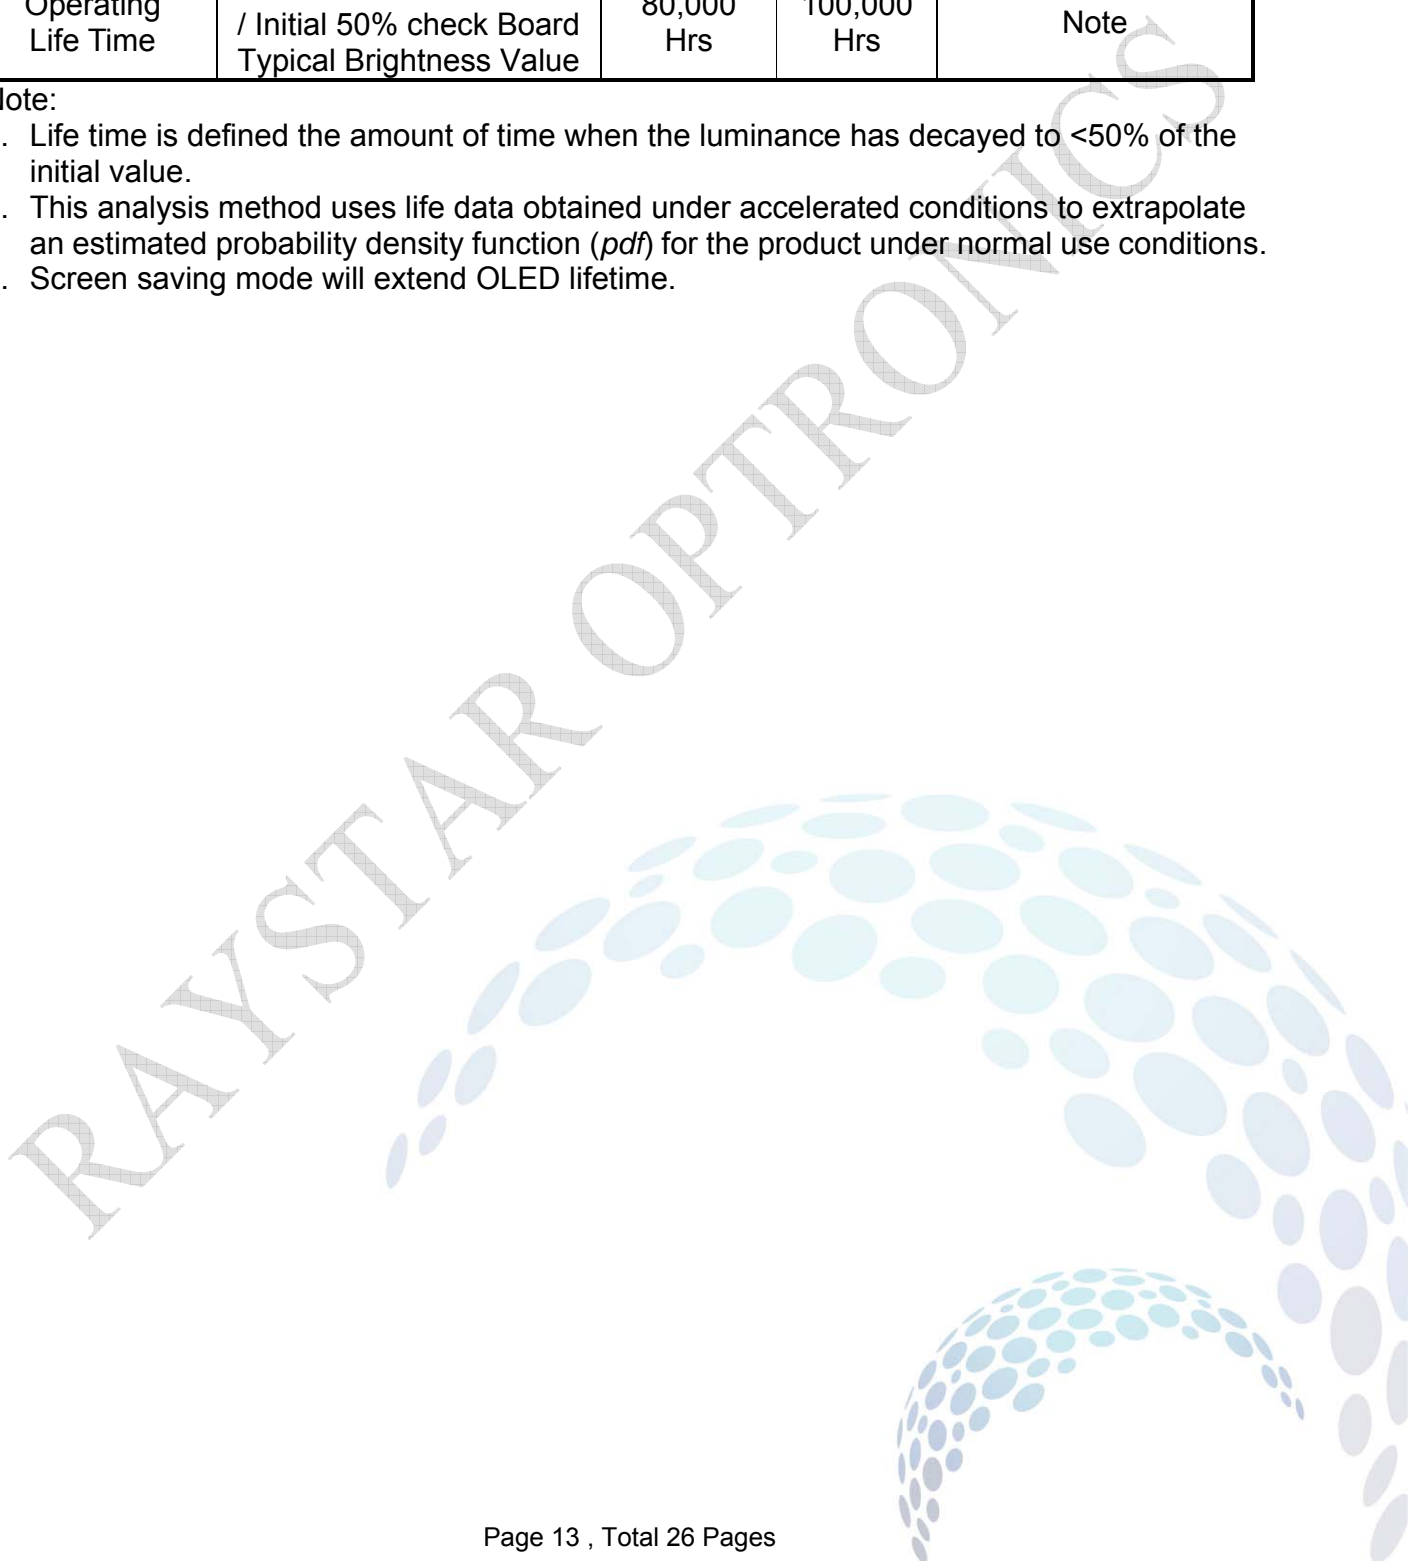 Operating
Life Time
/ Initial 50% check Board
Typical Brightness Value
80,000
Hrs
100,000
Hrs
Note
Note:
. Life time is defined the amount of time when the luminance has decayed to <50% of the
initial value.
. This analysis method uses life data obtained under accelerated conditions to extrapolate
an estimated probability density function (pdf) for the product under normal use conditions.
. Screen saving mode will extend OLED lifetime.
RAYSTAR OPTRONICS
Page 13 , Total 26 Pages